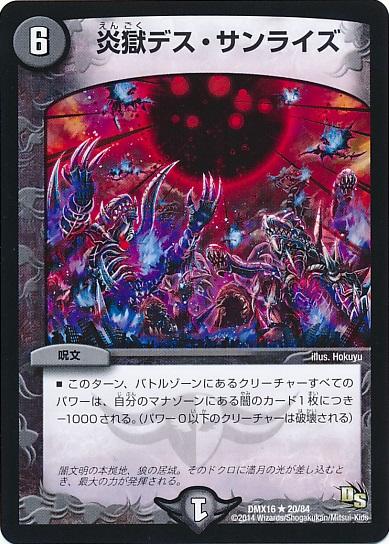 6
えんごく
炎獄デス・サンライズ
呪文
illus. Hokuyu
■ このターン、バトルゾーンにあるクリーチャーすべての
パワーは、自分のマナゾーンにある闇のカード1枚につき
-1000される。(パワー0以下のクリーチャーは破壊される)
闇文明の本拠地、狼の居城。そのドクロに満月の光が差し込むと
き、最大の力が発揮される。
1
DS
DMX16 ★ 20/84
©2014 Wizards/Shogakukan/Mitsui-Kids